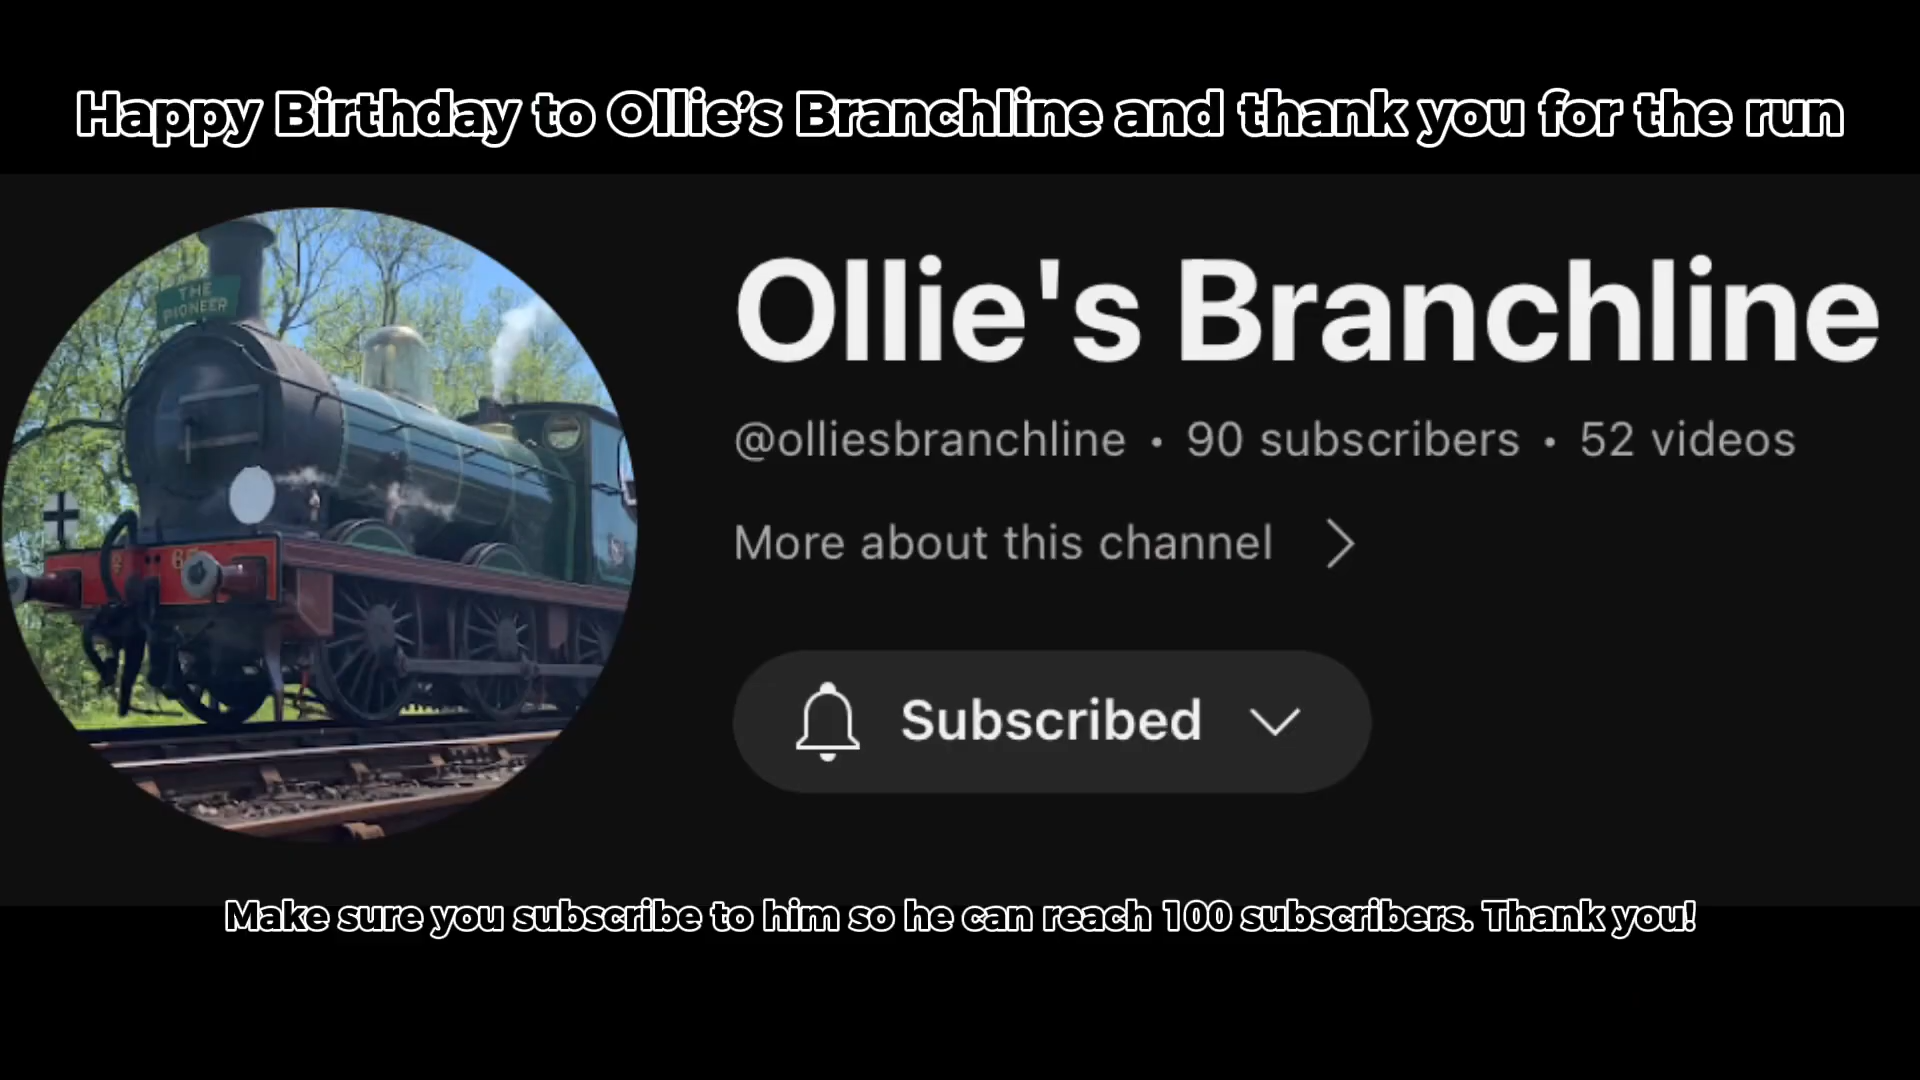 Happy Birthday to Ollie's Branchline and thank you for the run
THE
PIONEER
Ollie's Branchline
@olliesbranchline • 90 subscribers • 52 videos
More about this channel
Subscribed
Make sure you subscribe to him so he can reach 100 subscribers. Thank you!